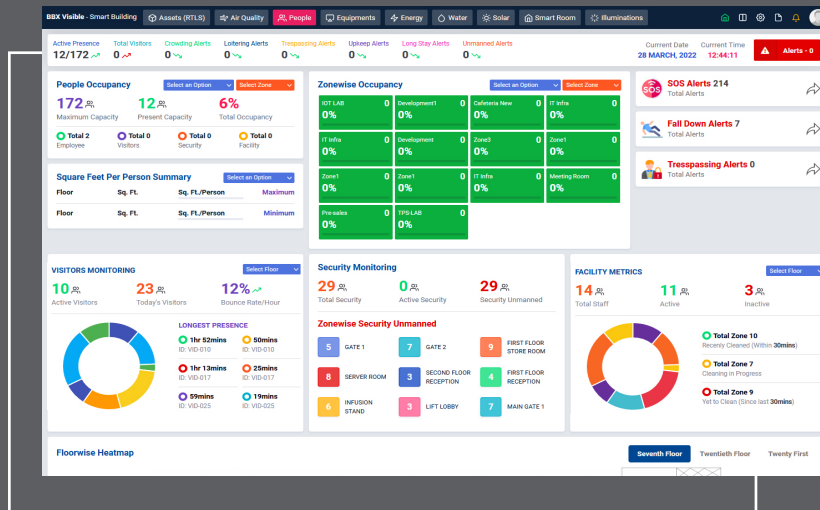 BBX Visible - Smart Building Assets (RTLS) Air Quality People Equipments Energy Water Solar Smart Room Illuminations
Active Presence Total Visitors Crowding Alerts Loitering Alerts Trespassing Alerts Upkeep Alerts Long Stay Alerts Unmanned Alerts
12/172 0 0 0 0 0 0 0
Current Date Current Time
28 MARCH, 2022 12:44:11
Alerts - 0
People Occupancy Select an Option Select Zone
172 12 6%
Maximum Capacity Present Capacity Total Occupancy
Total 2 Total 0 Total 0 Total 0
Employee Visitors Security Facility
Square Feet Per Person Summary Select an Option
Floor Sq. Ft. Sq. Ft./Person Maximum
Floor Sq. Ft. Sq. Ft./Person Minimum
Zonewise Occupancy Select an Option Select Zone
IOT LAB 0 Development1 0 Cafeteria New 0 IT Infra 0
0% 0% 0% 0%
IT Infra 0 Development 0 Zone3 0 Zone1 0
0% 0% 0% 0%
Zone1 0 Zone1 0 IT Infra 0 Meeting Room 0
0% 0% 0% 0%
Pre-sales 0 TPS-LAB 0
0% 0%
SOS
SOS Alerts 214
Total Alerts
Fall Down Alerts 7
Total Alerts
Tresspassing Alerts 0
Total Alerts
VISITORS MONITORING Select Floor
10 23 12%
Active Visitors Today's Visitors Bounce Rate/Hour
LONGEST PRESENCE
1hr 52mins 50mins
ID: VID-010 ID: VID-010
1hr 13mins 25mins
ID: VID-017 ID: VID-017
59mins 19mins
ID: VID-025 ID: VID-025
Security Monitoring
29 0 29
Total Security Active Security Security Unmanned
Zonewise Security Unmanned
5 GATE 1 7 GATE 2 9 FIRST FLOOR
STORE ROOM
8 SERVER ROOM 3 SECOND FLOOR
RECEPTION 4 FIRST FLOOR
RECEPTION
6 INFUSION
STAND 3 LIFT LOBBY 7 MAIN GATE 1
FACILITY METRICS Select Floor
14 11 3
Total Staff Active Inactive
Total Zone 10
Recenly Cleaned (Within 30mins)
Total Zone 7
Cleaning in Progress
Total Zone 9
Yet to Clean (Since last 30mins)
Floorwise Heatmap Seventh Floor Twentieth Floor Twenty First